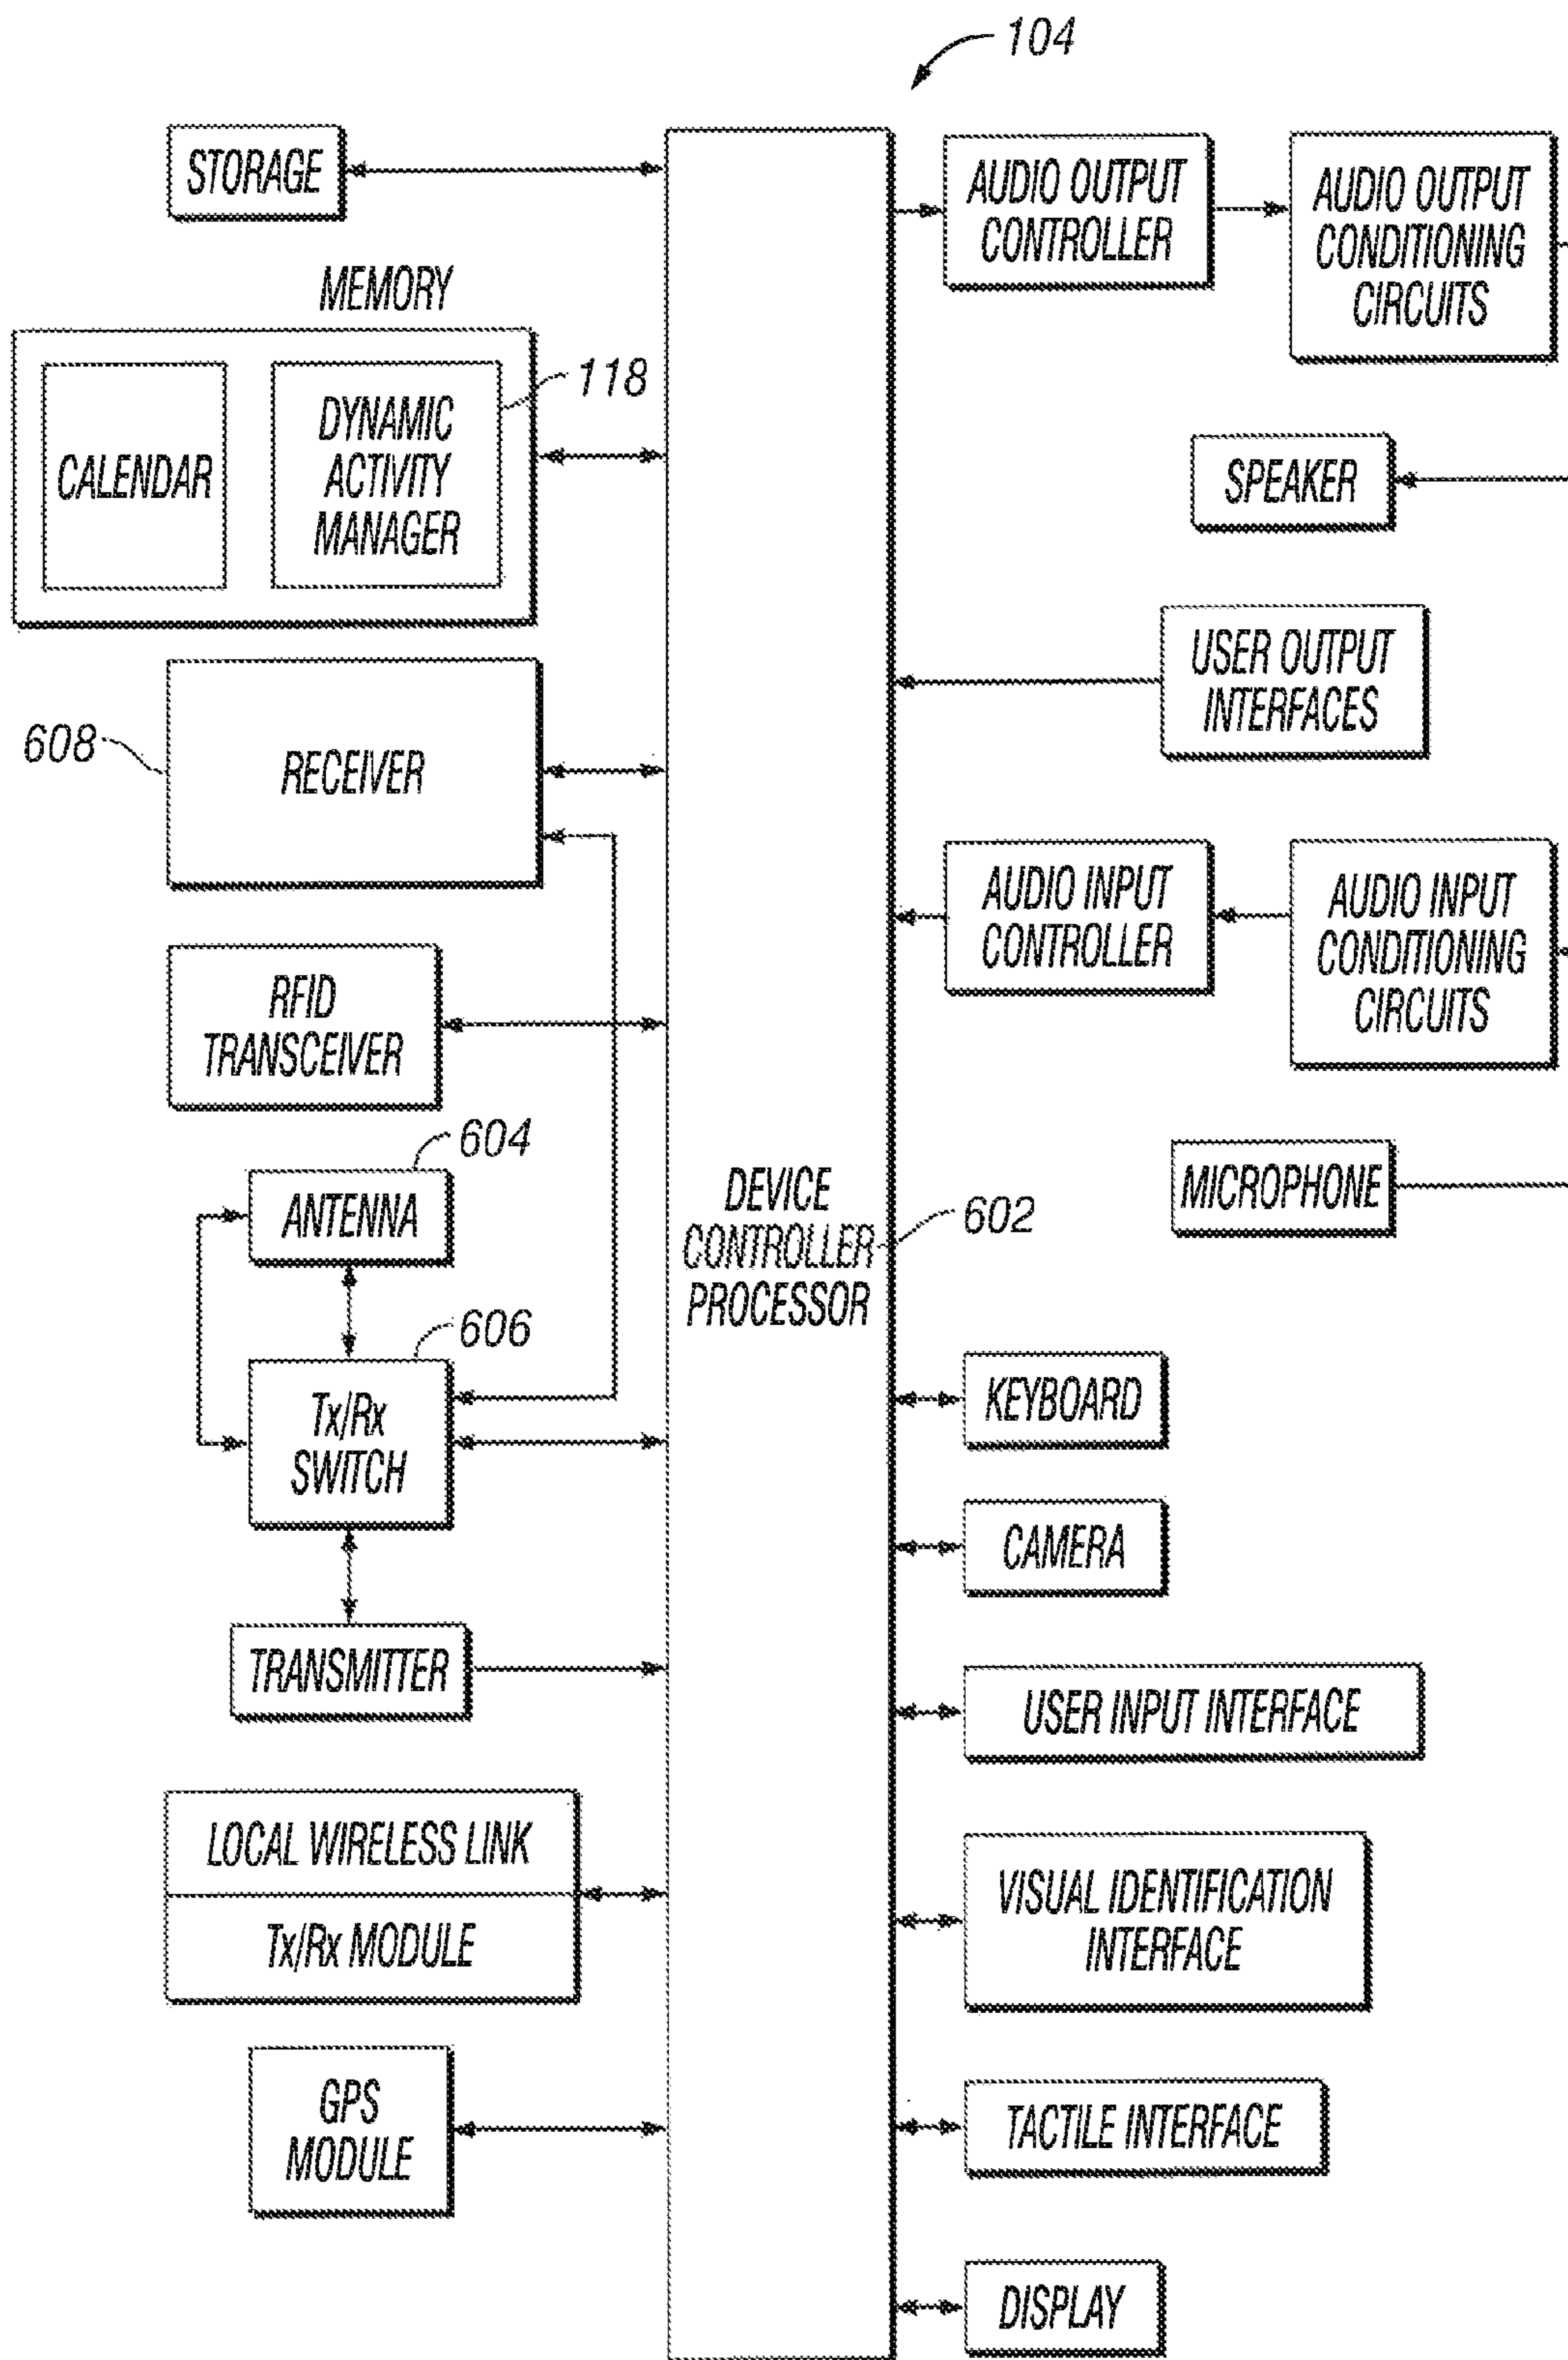 104
STORAGE
MEMORY
CALENDAR
DYNAMIC
ACTIVITY
MANAGER
118
608
RECEIVER
RFID
TRANSCEIVER
604
ANTENNA
606
Tx/Rx
SWITCH
TRANSMITTER
LOCAL WIRELESS LINK
Tx/Rx MODULE
GPS
MODULE
DEVICE
CONTROLLER
PROCESSOR
602
AUDIO OUTPUT
CONTROLLER
AUDIO OUTPUT
CONDITIONING
CIRCUITS
SPEAKER
USER OUTPUT
INTERFACES
AUDIO INPUT
CONTROLLER
AUDIO INPUT
CONDITIONING
CIRCUITS
MICROPHONE
KEYBOARD
CAMERA
USER INPUT INTERFACE
VISUAL IDENTIFICATION
INTERFACE
TACTILE INTERFACE
DISPLAY